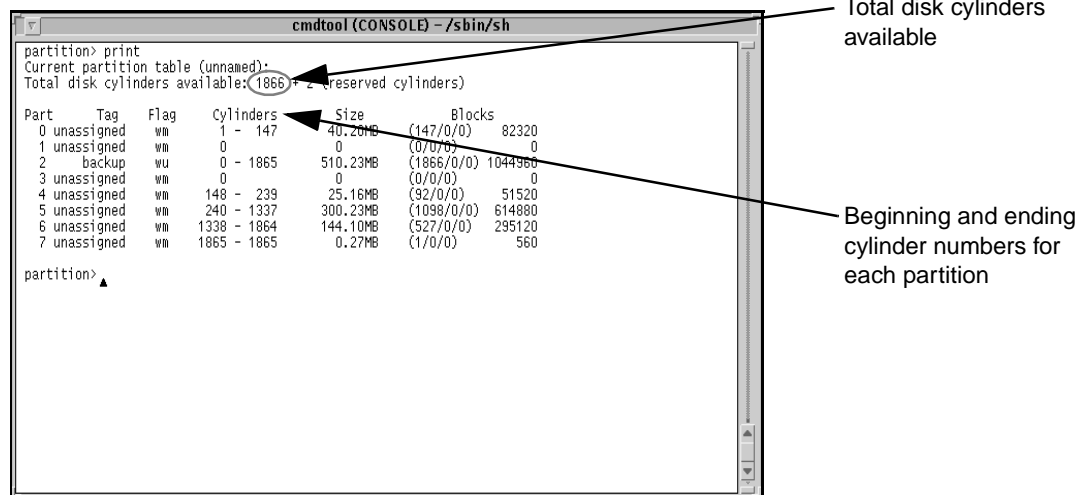 cmdtool (CONSOLE) – /sbin/sh
partition> print
Current partition table (unnamed):
Total disk cylinders available: 1866 + 2 (reserved cylinders)
Part Tag Flag Cylinders Size Blocks
0 unassigned wm 1 - 147 40.20MB (147/0/0) 82320
1 unassigned wm 0 0 (0/0/0) 0
2 backup wu 0 - 1865 510.23MB (1866/0/0) 1044960
3 unassigned wm 0 0 (0/0/0) 0
4 unassigned wm 148 - 239 25.16MB (92/0/0) 51520
5 unassigned wm 240 - 1337 300.23MB (1098/0/0) 614880
6 unassigned wm 1338 - 1864 144.10MB (527/0/0) 295120
7 unassigned wm 1865 - 1865 0.27MB (1/0/0) 560
partition>
Total disk cylinders
available
Beginning and ending
cylinder numbers for
each partition